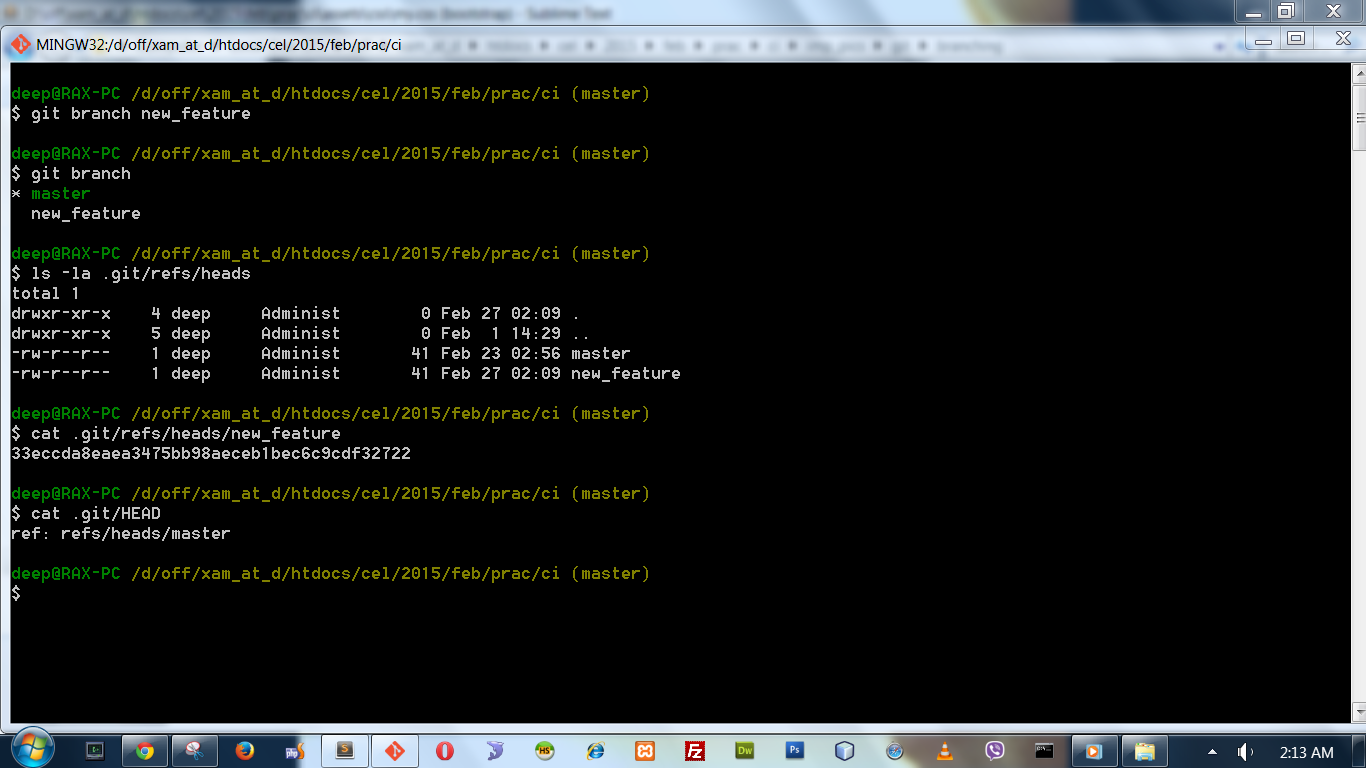 Sublime Text
MINGW32:/d/off/xam_at_d/htdocs/cel/2015/feb/prac/ci
deep@RAX-PC /d/off/xam_at_d/htdocs/cel/2015/feb/prac/ci (master)
$ git branch new_feature
deep@RAX-PC /d/off/xam_at_d/htdocs/cel/2015/feb/prac/ci (master)
$ git branch
* master
  new_feature
deep@RAX-PC /d/off/xam_at_d/htdocs/cel/2015/feb/prac/ci (master)
$ ls -la .git/refs/heads
total 1
drwxr-xr-x    4 deep     Administ        0 Feb 27 02:09 .
drwxr-xr-x    5 deep     Administ        0 Feb  1 14:29 ..
-rw-r--r--    1 deep     Administ       41 Feb 23 02:56 master
-rw-r--r--    1 deep     Administ       41 Feb 27 02:09 new_feature
deep@RAX-PC /d/off/xam_at_d/htdocs/cel/2015/feb/prac/ci (master)
$ cat .git/refs/heads/new_feature
33eccda8eaea3475bb98aeceb1bec6c9cdf32722
deep@RAX-PC /d/off/xam_at_d/htdocs/cel/2015/feb/prac/ci (master)
$ cat .git/HEAD
ref: refs/heads/master
deep@RAX-PC /d/off/xam_at_d/htdocs/cel/2015/feb/prac/ci (master)
$
php HS Fz Dw Ps 2:13 AM